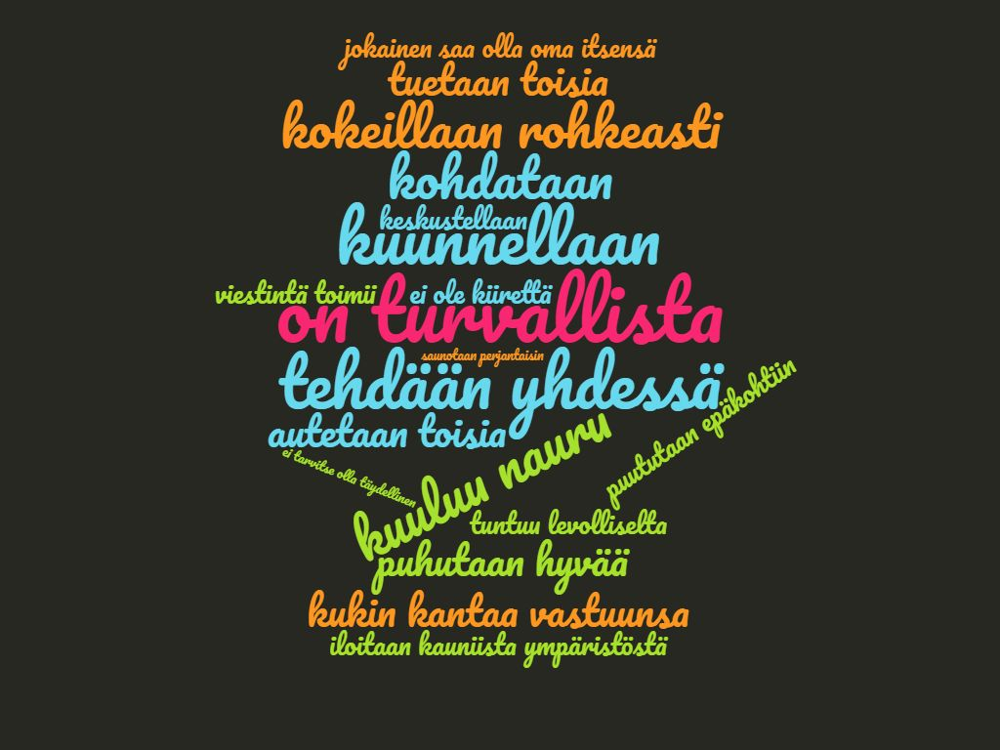 jokainen saa olla oma itsensä
tuetaan toisia
kokeillaan rohkeasti
kohdataan
keskustellaan
kuunnellaan
viestintä toimii
ei ole kiirettä
on turvallista
saunotaan perjantaisin
tehdään yhdessä
puututaan epäkohtiin
autetaan toisia
kuuluu nauru
ei tarvitse olla täydellinen
tuntuu levolliselta
puhutaan hyvää
kukin kantaa vastuunsa
iloitaan kauniista ympäristöstä